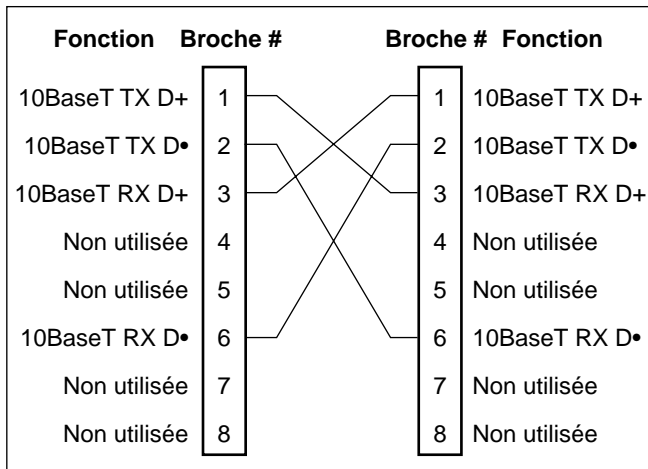 Fonction Broche # Broche # Fonction
10BaseT TX D+ 1 1 10BaseT TX D+
10BaseT TX D• 2 2 10BaseT TX D•
10BaseT RX D+ 3 3 10BaseT RX D+
Non utilisée 4 4 Non utilisée
Non utilisée 5 5 Non utilisée
10BaseT RX D• 6 6 10BaseT RX D•
Non utilisée 7 7 Non utilisée
Non utilisée 8 8 Non utilisée